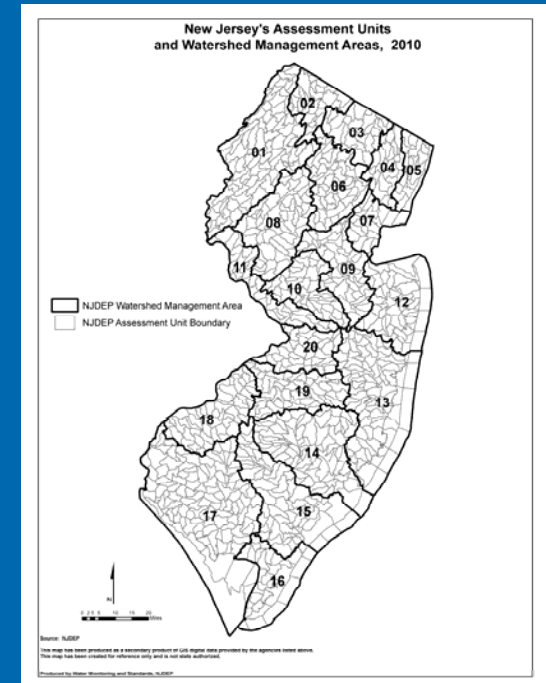 New Jersey's Assessment Units
and Watershed Management Areas, 2010
02
03
01
04
05
06
07
08
11
09
10
12
NJDEP Watershed Management Area
NJDEP Assessment Unit Boundary
20
19
13
18
14
17
15
16
N
Miles
Source: NJDEP
This map has been produced as a secondary product of GIS digital data provided by the agencies listed above.
This map has been created for reference only and is not state authorized.
Produced by Water Monitoring and Standards, NJDEP